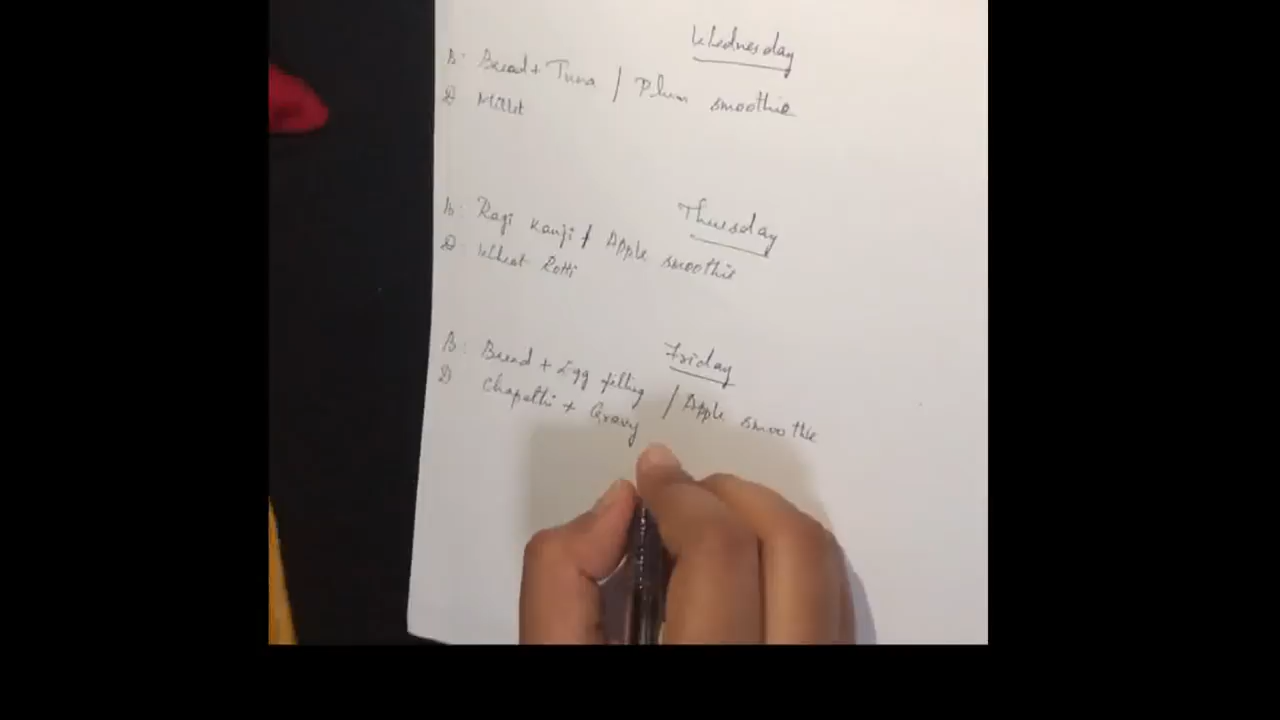 Wednesday
B: Bread + Tuna / Plum smoothie
D Millet
Thursday
B: Ragi Kanji / Apple smoothie
D: Wheat Rotti
Friday
B: Bread + Egg filling / Apple smoothie
D Chapathi + Gravy